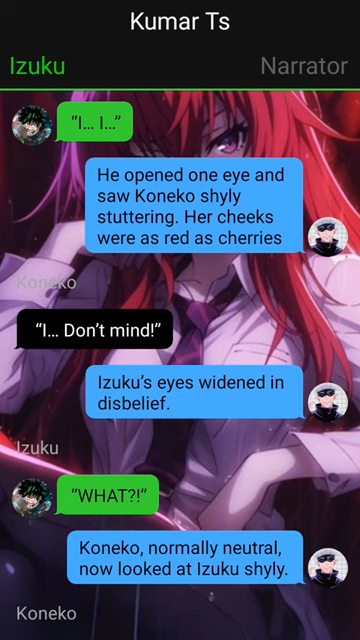 Kumar Ts
Izuku Narrator
“I... I...”
He opened one eye and
saw Koneko shyly
stuttering. Her cheeks
were as red as cherries
Koneko
“I... Don’t mind!”
Izuku’s eyes widened in
disbelief.
Izuku
“WHAT?!”
Koneko, normally neutral,
now looked at Izuku shyly.
Koneko